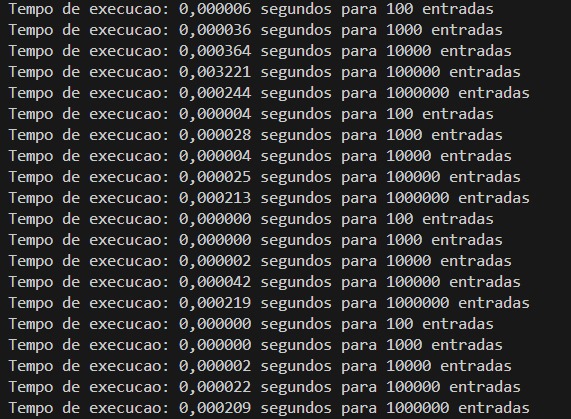 Tempo de execucao: 0,000006 segundos para 100 entradas
Tempo de execucao: 0,000036 segundos para 1000 entradas
Tempo de execucao: 0,000364 segundos para 10000 entradas
Tempo de execucao: 0,003221 segundos para 100000 entradas
Tempo de execucao: 0,000244 segundos para 1000000 entradas
Tempo de execucao: 0,000004 segundos para 100 entradas
Tempo de execucao: 0,000028 segundos para 1000 entradas
Tempo de execucao: 0,000004 segundos para 10000 entradas
Tempo de execucao: 0,000025 segundos para 100000 entradas
Tempo de execucao: 0,000213 segundos para 1000000 entradas
Tempo de execucao: 0,000000 segundos para 100 entradas
Tempo de execucao: 0,000000 segundos para 1000 entradas
Tempo de execucao: 0,000002 segundos para 10000 entradas
Tempo de execucao: 0,000042 segundos para 100000 entradas
Tempo de execucao: 0,000219 segundos para 1000000 entradas
Tempo de execucao: 0,000000 segundos para 100 entradas
Tempo de execucao: 0,000000 segundos para 1000 entradas
Tempo de execucao: 0,000002 segundos para 10000 entradas
Tempo de execucao: 0,000022 segundos para 100000 entradas
Tempo de execucao: 0,000209 segundos para 1000000 entradas